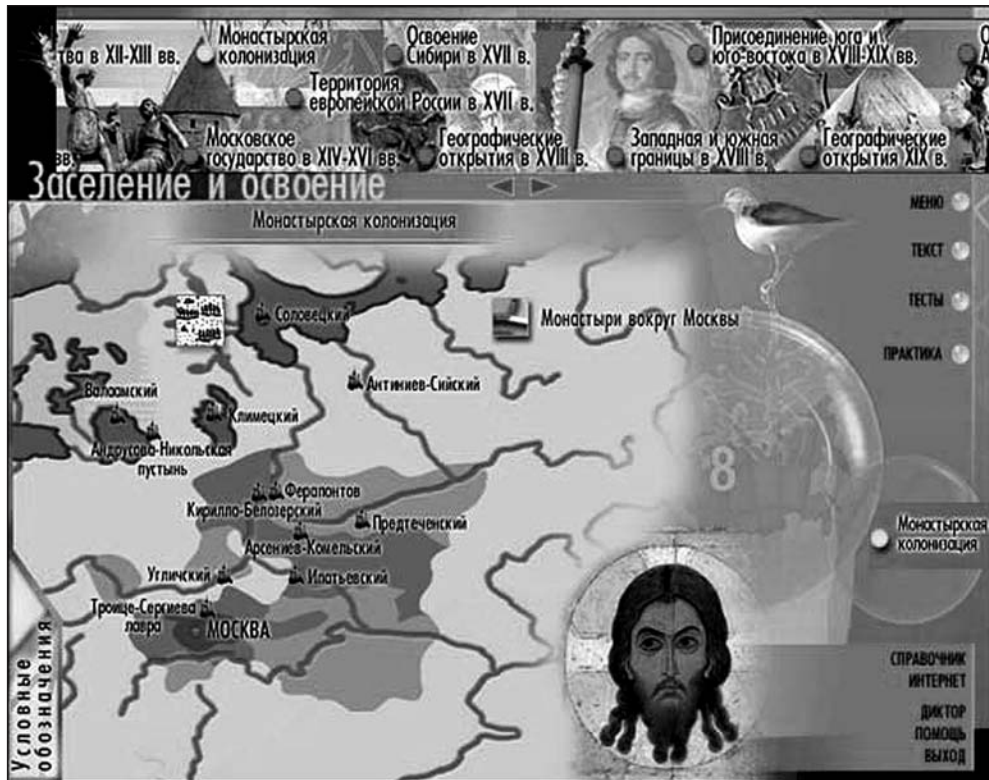 тва в XII-XIII вв.
Монастырская
колонизация
Освоение
Сибири в XVII в.
Присоединение юга и
юго-востока в XVIII-XIX вв.
О
А
Территория
европейской России в XVII в.
вв.
Московское
государство в XIV-XVI вв.
Географические
открытия в XVIII в.
Западная и южная
границы в XVIII в.
Географические
открытия XIX в.
Заселение и освоение
Монастырская колонизация
МЕНЮ
ТЕКСТ
ТЕСТЫ
ПРАКТИКА
Соловецкий
Монастыри вокруг Москвы
Антиниев-Сийский
Валаамский
Климецкий
Андрусова-Никольская
пустынь
8
Ферапонтов
Кирилло-Белозерский
Предтеченский
Арсениев-Комельский
Монастырская
колонизация
Угличский
Ипатьевский
Троице-Сергиева
лавра
МОСКВА
Условные
обозначения
СПРАВОЧНИК
ИНТЕРНЕТ
ДИКТОР
ПОМОЩЬ
ВЫХОД